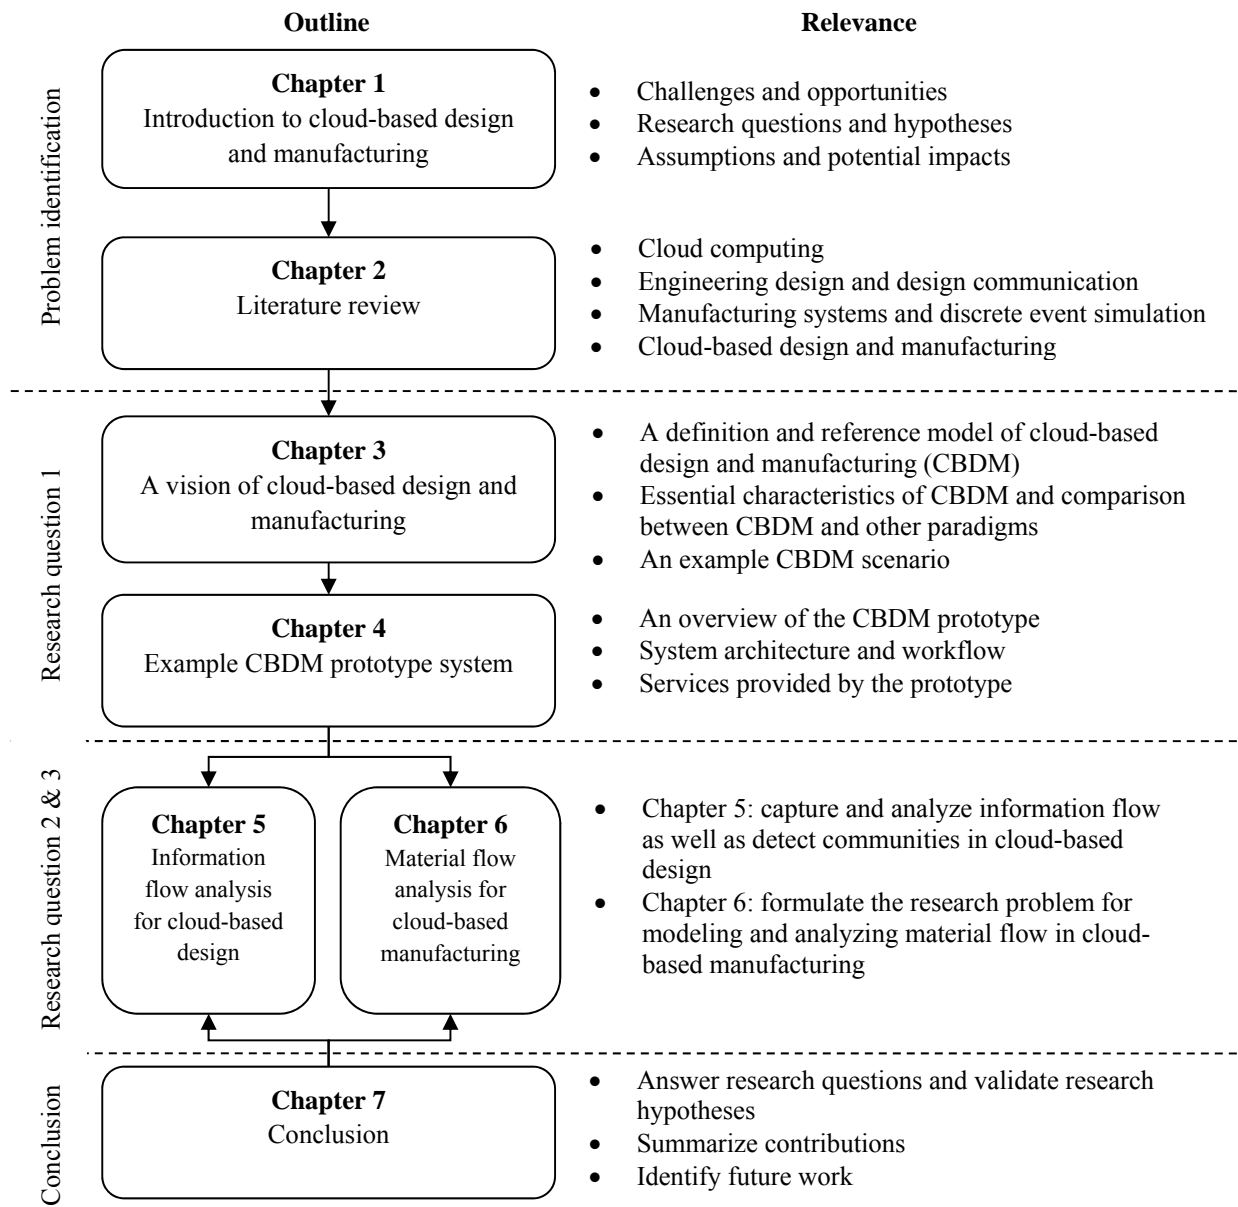 Outline
Relevance
Problem identification
Chapter 1
Introduction to cloud-based design
and manufacturing
• Challenges and opportunities
• Research questions and hypotheses
• Assumptions and potential impacts
Chapter 2
Literature review
• Cloud computing
• Engineering design and design communication
• Manufacturing systems and discrete event simulation
• Cloud-based design and manufacturing
Research question 1
Chapter 3
A vision of cloud-based design and
manufacturing
• A definition and reference model of cloud-based
design and manufacturing (CBDM)
• Essential characteristics of CBDM and comparison
between CBDM and other paradigms
• An example CBDM scenario
Chapter 4
Example CBDM prototype system
• An overview of the CBDM prototype
• System architecture and workflow
• Services provided by the prototype
Research question 2 & 3
Chapter 5
Information
flow analysis
for cloud-based
design
Chapter 6
Material flow
analysis for
cloud-based
manufacturing
• Chapter 5: capture and analyze information flow
as well as detect communities in cloud-based
design
• Chapter 6: formulate the research problem for
modeling and analyzing material flow in cloud-
based manufacturing
Conclusion
Chapter 7
Conclusion
• Answer research questions and validate research
hypotheses
• Summarize contributions
• Identify future work